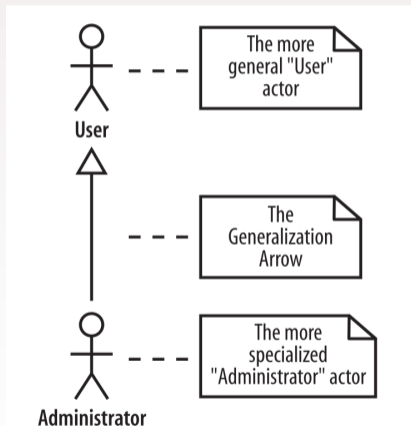 The more
general "User"
actor
User
The
Generalization
Arrow
The more
specialized
"Administrator" actor
Administrator